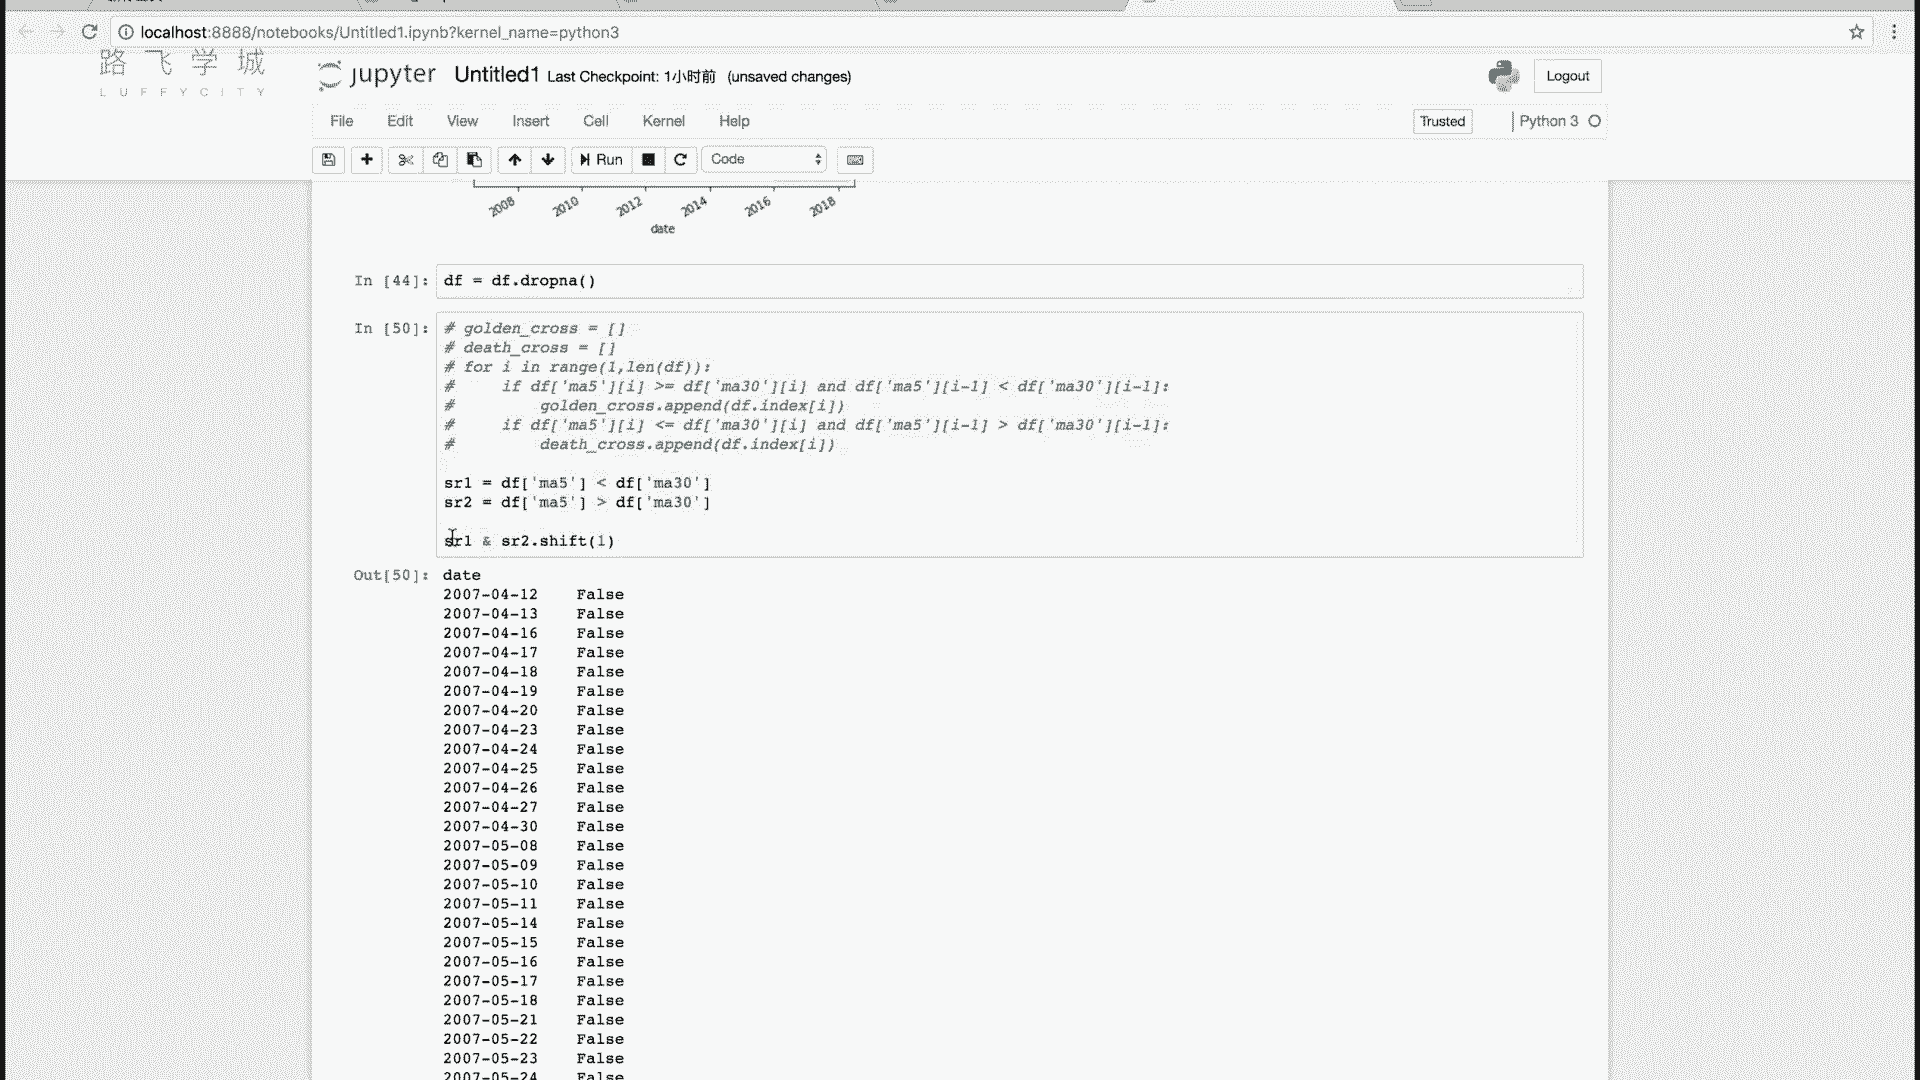 localhost:8888/notebooks/Untitled1.ipynb?kernel_name=python3
路飞学城
LUFFYCITY
jupyter Untitled1 Last Checkpoint: 1小时前 (unsaved changes)
Logout
File Edit View Insert Cell Kernel Help
Trusted
Python 3
Run
Code
2008 2010 2012 2014 2016 2018
date
In [44]: df = df.dropna()
In [50]: # golden_cross = []
# death_cross = []
# for i in range(1,len(df)):
#     if df['ma5'][i] >= df['ma30'][i] and df['ma5'][i-1] < df['ma30'][i-1]:
#         golden_cross.append(df.index[i])
#     if df['ma5'][i] <= df['ma30'][i] and df['ma5'][i-1] > df['ma30'][i-1]:
#         death_cross.append(df.index[i])
sr1 = df['ma5'] < df['ma30']
sr2 = df['ma5'] > df['ma30']
sr1 & sr2.shift(1)
Out[50]: date
2007-04-12    False
2007-04-13    False
2007-04-16    False
2007-04-17    False
2007-04-18    False
2007-04-19    False
2007-04-20    False
2007-04-23    False
2007-04-24    False
2007-04-25    False
2007-04-26    False
2007-04-27    False
2007-04-30    False
2007-05-08    False
2007-05-09    False
2007-05-10    False
2007-05-11    False
2007-05-14    False
2007-05-15    False
2007-05-16    False
2007-05-17    False
2007-05-18    False
2007-05-21    False
2007-05-22    False
2007-05-23    False
2007-05-24    False